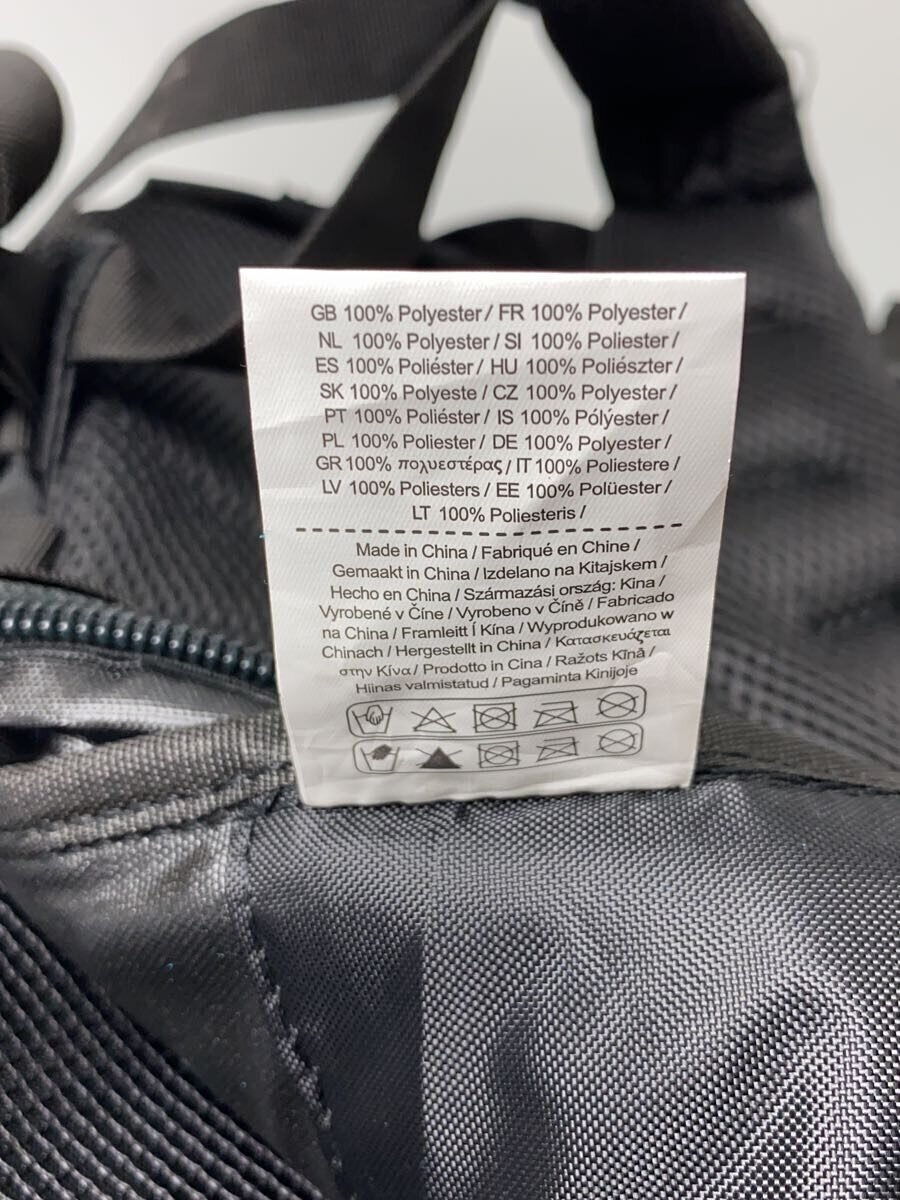 GB 100% Polyester / FR 100% Polyester /
NL 100% Polyester / SI 100% Poliester /
ES 100% Poliéster / HU 100% Poliészter /
SK 100% Polyeste / CZ 100% Polyester /
PT 100% Poliéster / IS 100% Pólýester /
PL 100% Poliester / DE 100% Polyester /
GR 100% πολυεστέρας / IT 100% Poliestere /
LV 100% Poliesters / EE 100% Polüester /
LT 100% Poliesteris /
Made in China / Fabriqué en Chine /
Gemaakt in China / Izdelano na Kitajskem /
Hecho en China / Származási ország: Kína /
Vyrobené v Číne / Vyrobeno v Číně / Fabricado
na China / Framleitt Í Kína / Wyprodukowano w
Chinach / Hergestellt in China / Κατασκευάζεται
στην Κίνα / Prodotto in Cina / Ražots Kīnā /
Hiinas valmistatud / Pagaminta Kinijoje